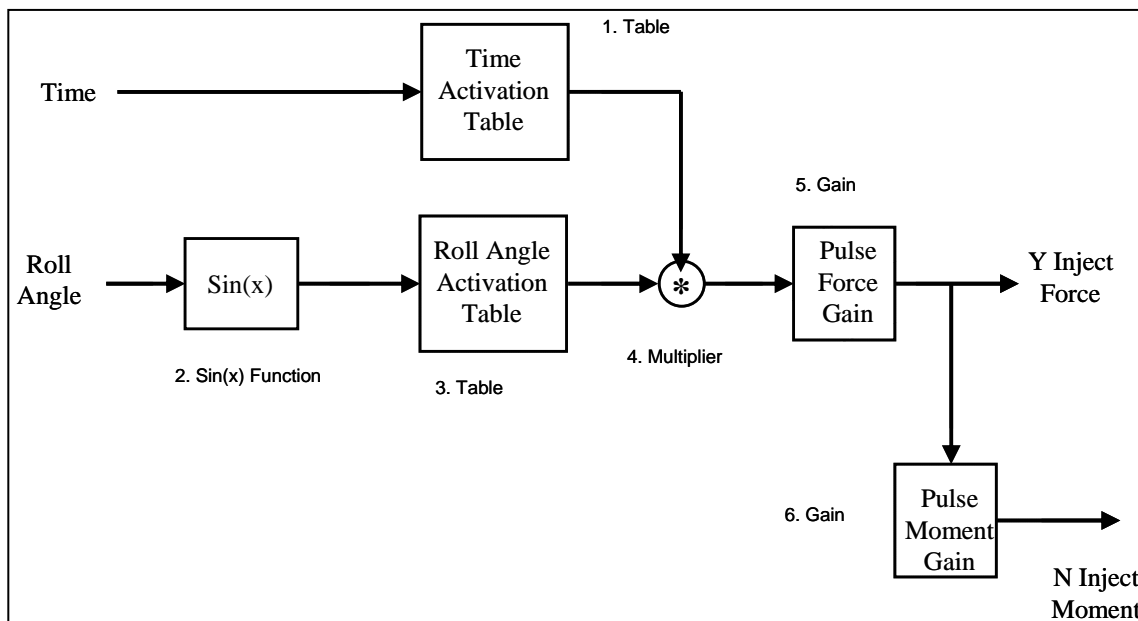 1. Table
Time
Activation
Table
Time
5. Gain
Roll
Angle
Sin(x)
Roll Angle
Activation
Table
*
Pulse
Force
Gain
Y Inject
Force
2. Sin(x) Function
3. Table
4. Multiplier
6. Gain
Pulse
Moment
Gain
N Inject
Moment